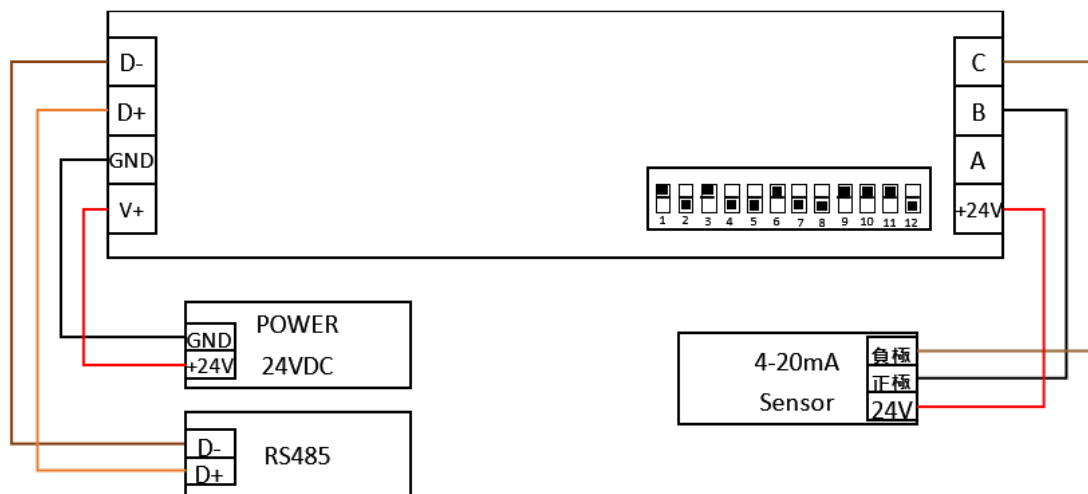 D-
D+
GND
V+
C
B
A
+24V
1 2 3 4 5 6 7 8 9 10 11 12
POWER
24VDC
GND
+24V
4-20mA
Sensor
負極
正極
24V
RS485
D-
D+